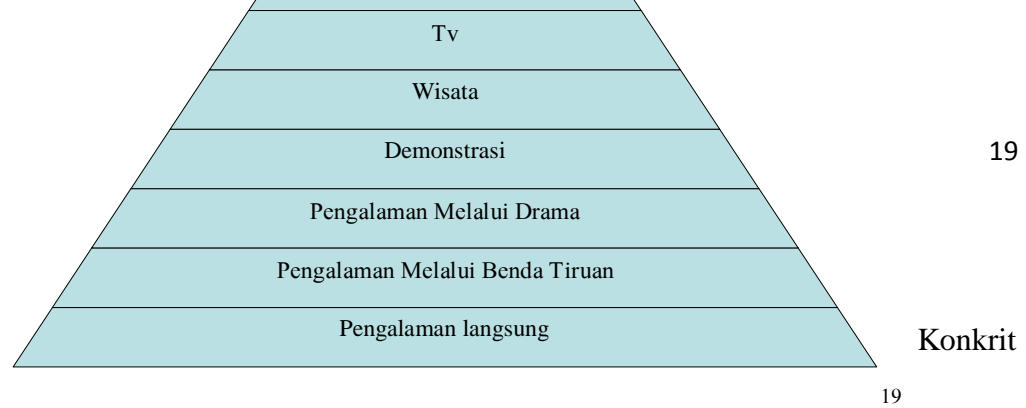 Tv
Wisata
Demonstrasi
19
Pengalaman Melalui Drama
Pengalaman Melalui Benda Tiruan
Pengalaman langsung
Konkrit
19